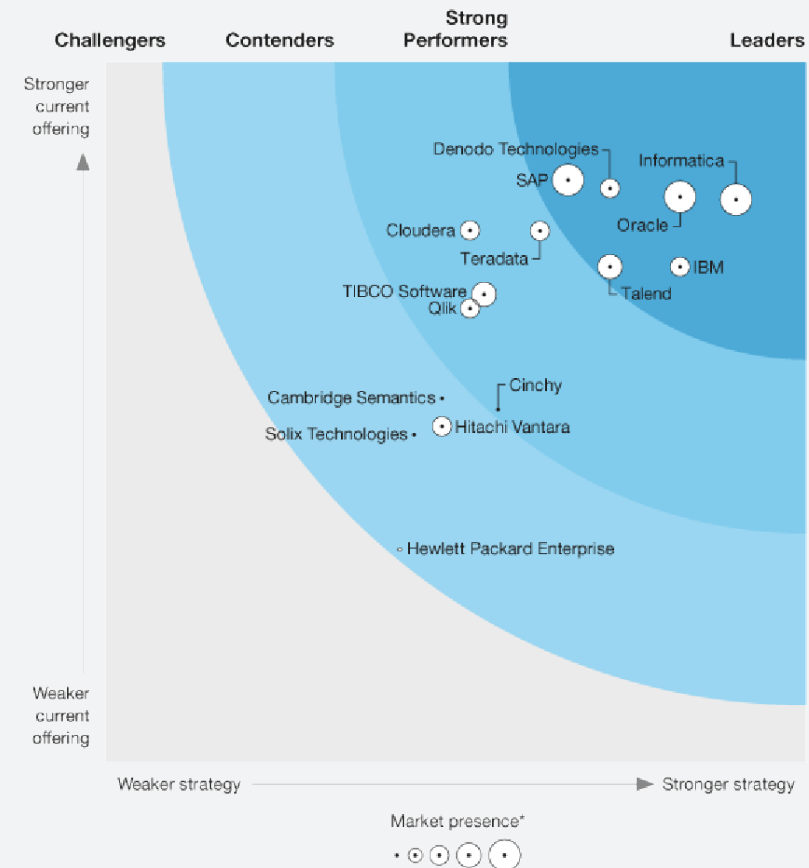 Strong
Challengers Contenders Performers Leaders
Stronger
current
offering
Denodo Technologies
Informatica
SAP
Oracle
Cloudera
Teradata
IBM
TIBCO Software
Talend
Qlik
Cinchy
Cambridge Semantics
Hitachi Vantara
Solix Technologies
Hewlett Packard Enterprise
Weaker
current
offering
Weaker strategy
Stronger strategy
Market presence*